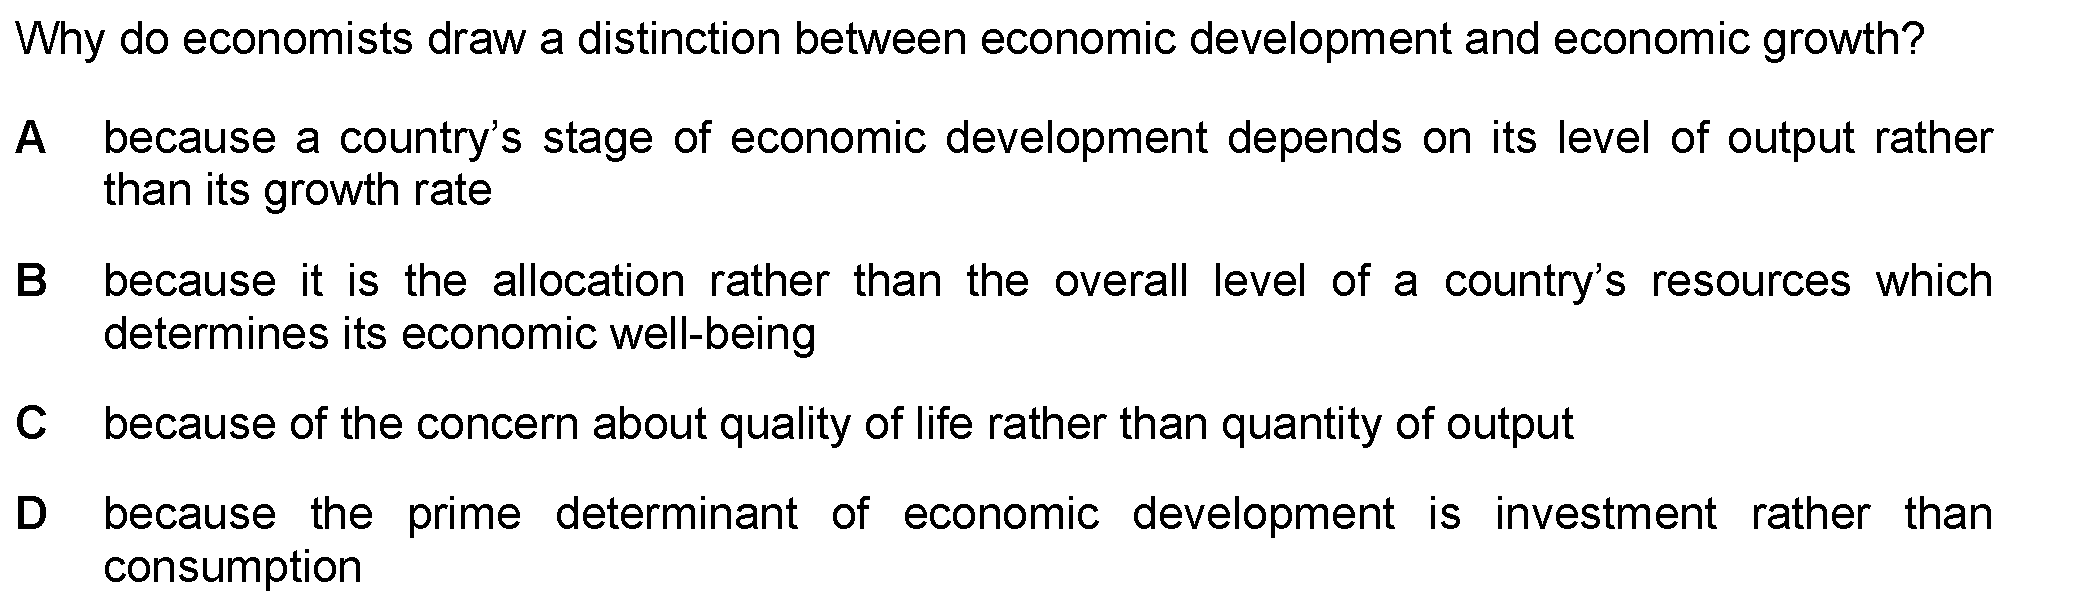 Why do economists draw a distinction between economic development and economic growth?
A because a country’s stage of economic development depends on its level of output rather
than its growth rate
B because it is the allocation rather than the overall level of a country’s resources which
determines its economic well-being
C because of the concern about quality of life rather than quantity of output
D because the prime determinant of economic development is investment rather than
consumption